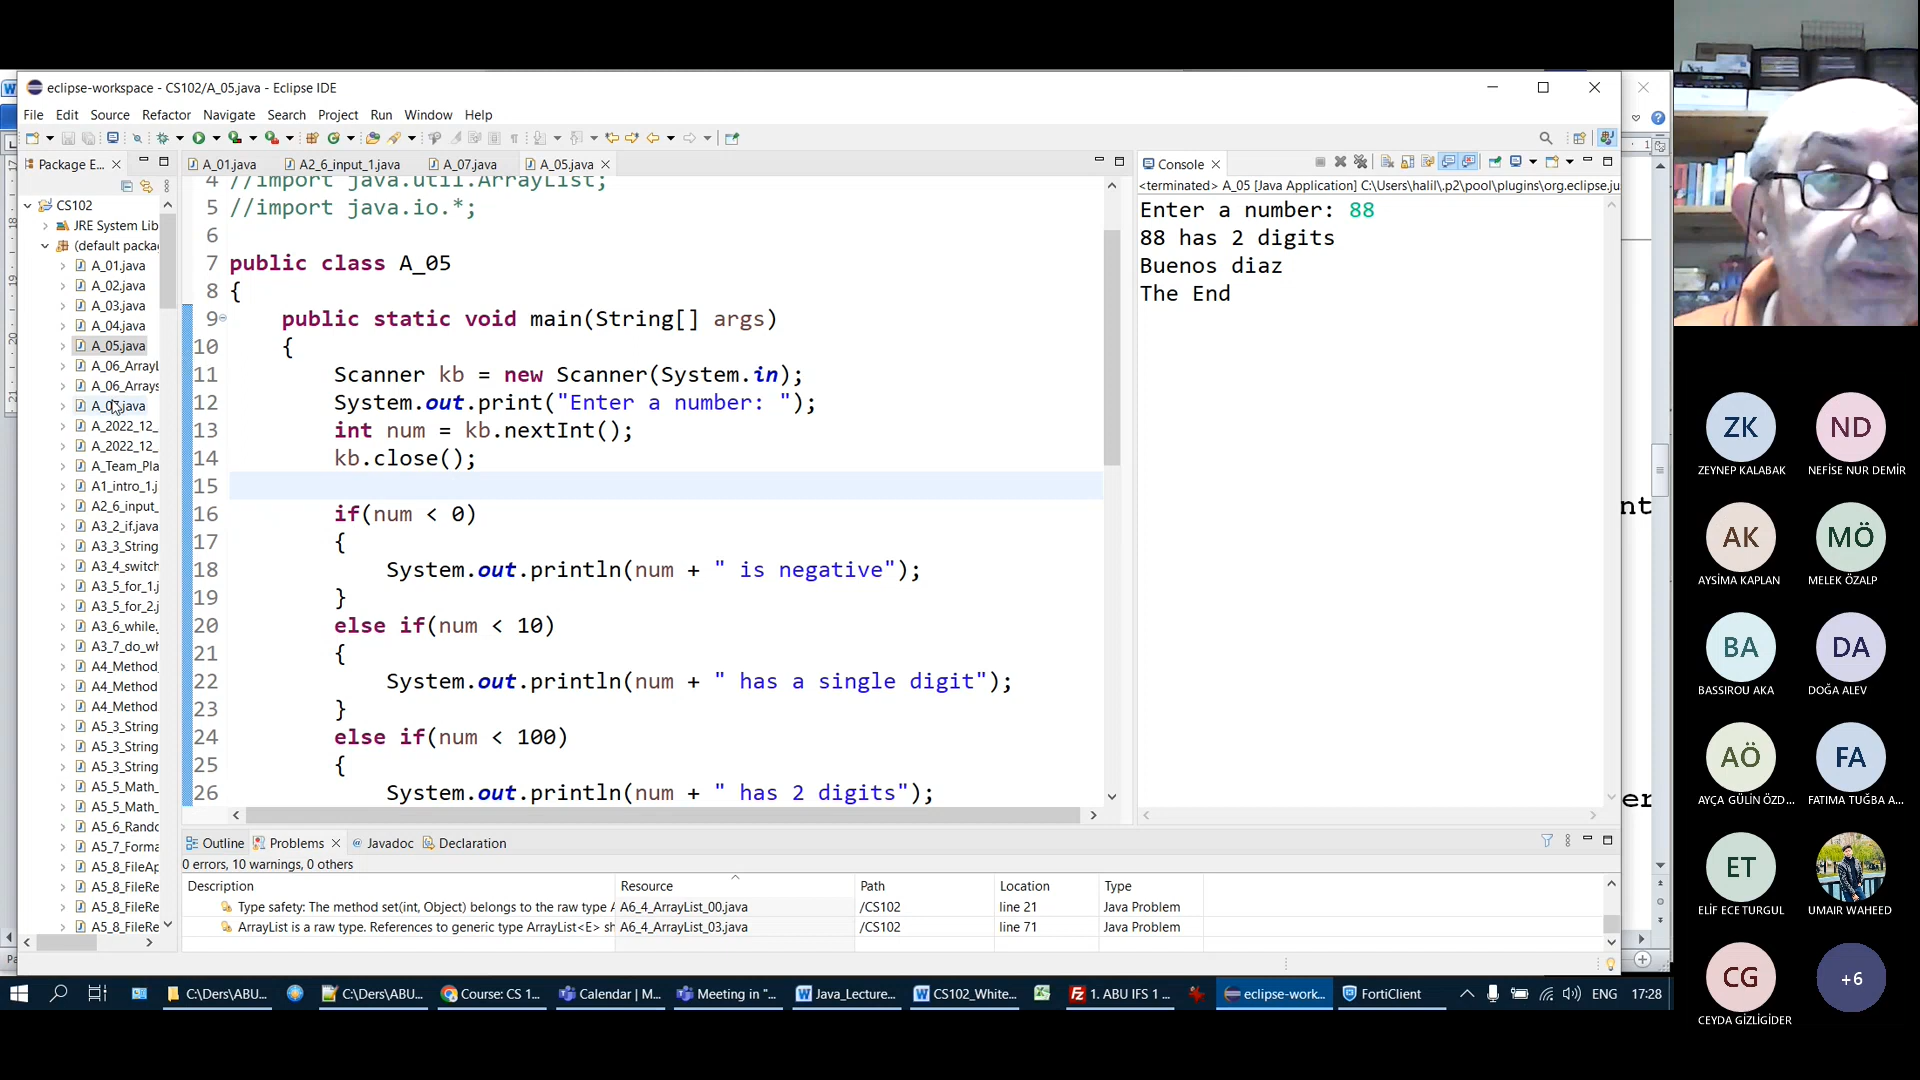 eclipse-workspace - CS102/A_05.java - Eclipse IDE
File Edit Source Refactor Navigate Search Project Run Window Help
Package E...
A_01.java
A2_6_input_1.java
A_07.java
A_05.java
CS102
JRE System Lib
(default packa
A_01.java
A_02.java
A_03.java
A_04.java
A_05.java
A_06_ArrayL
A_06_Arrays
A_07.java
A_2022_12_
A_2022_12_
A_Team_Pla
A1_intro_1.j
A2_6_input_
A3_2_if.java
A3_3_String
A3_4_switch
A3_5_for_1.j
A3_5_for_2.j
A3_6_while.
A3_7_do_wh
A4_Method_
A4_Method
A4_Method
A5_3_String
A5_3_String
A5_3_String
A5_5_Math_
A5_5_Math_
A5_6_Rando
A5_7_Forma
A5_8_FileAp
A5_8_FileRe
A5_8_FileRe
A5_8_FileRe
4 //import java.util.ArrayList;
5 //import java.io.*;
6
7 public class A_05
8 {
9 public static void main(String[] args)
10 {
11 Scanner kb = new Scanner(System.in);
12 System.out.print("Enter a number: ");
13 int num = kb.nextInt();
14 kb.close();
15
16 if(num < 0)
17 {
18 System.out.println(num + " is negative");
19 }
20 else if(num < 10)
21 {
22 System.out.println(num + " has a single digit");
23 }
24 else if(num < 100)
25 {
26 System.out.println(num + " has 2 digits");
Console
<terminated> A_05 [Java Application] C:\Users\halil\.p2\pool\plugins\org.eclipse.ju
Enter a number: 88
88 has 2 digits
Buenos diaz
The End
Outline Problems Javadoc Declaration
0 errors, 10 warnings, 0 others
Description Resource Path Location Type
Type safety: The method set(int, Object) belongs to the raw type A A6_4_ArrayList_00.java /CS102 line 21 Java Problem
ArrayList is a raw type. References to generic type ArrayList<E> sh A6_4_ArrayList_03.java /CS102 line 71 Java Problem
nt
er
C:\Ders\ABU...
C:\Ders\ABU...
Course: CS 1...
Calendar | M...
Meeting in "...
Java_Lecture...
CS102_White...
1. ABU IFS 1 ...
eclipse-work...
FortiClient
ENG
17:28
ZK
ZEYNEP KALABAK
ND
NEFİSE NUR DEMİR
AK
AYSİMA KAPLAN
MÖ
MELEK ÖZALP
BA
BASSIROU AKA
DA
DOĞA ALEV
AÖ
AYÇA GÜLİN ÖZD...
FA
FATIMA TUĞBA A...
ET
ELİF ECE TURGUL
UMAIR WAHEED
CG
CEYDA GİZLİGİDER
+6